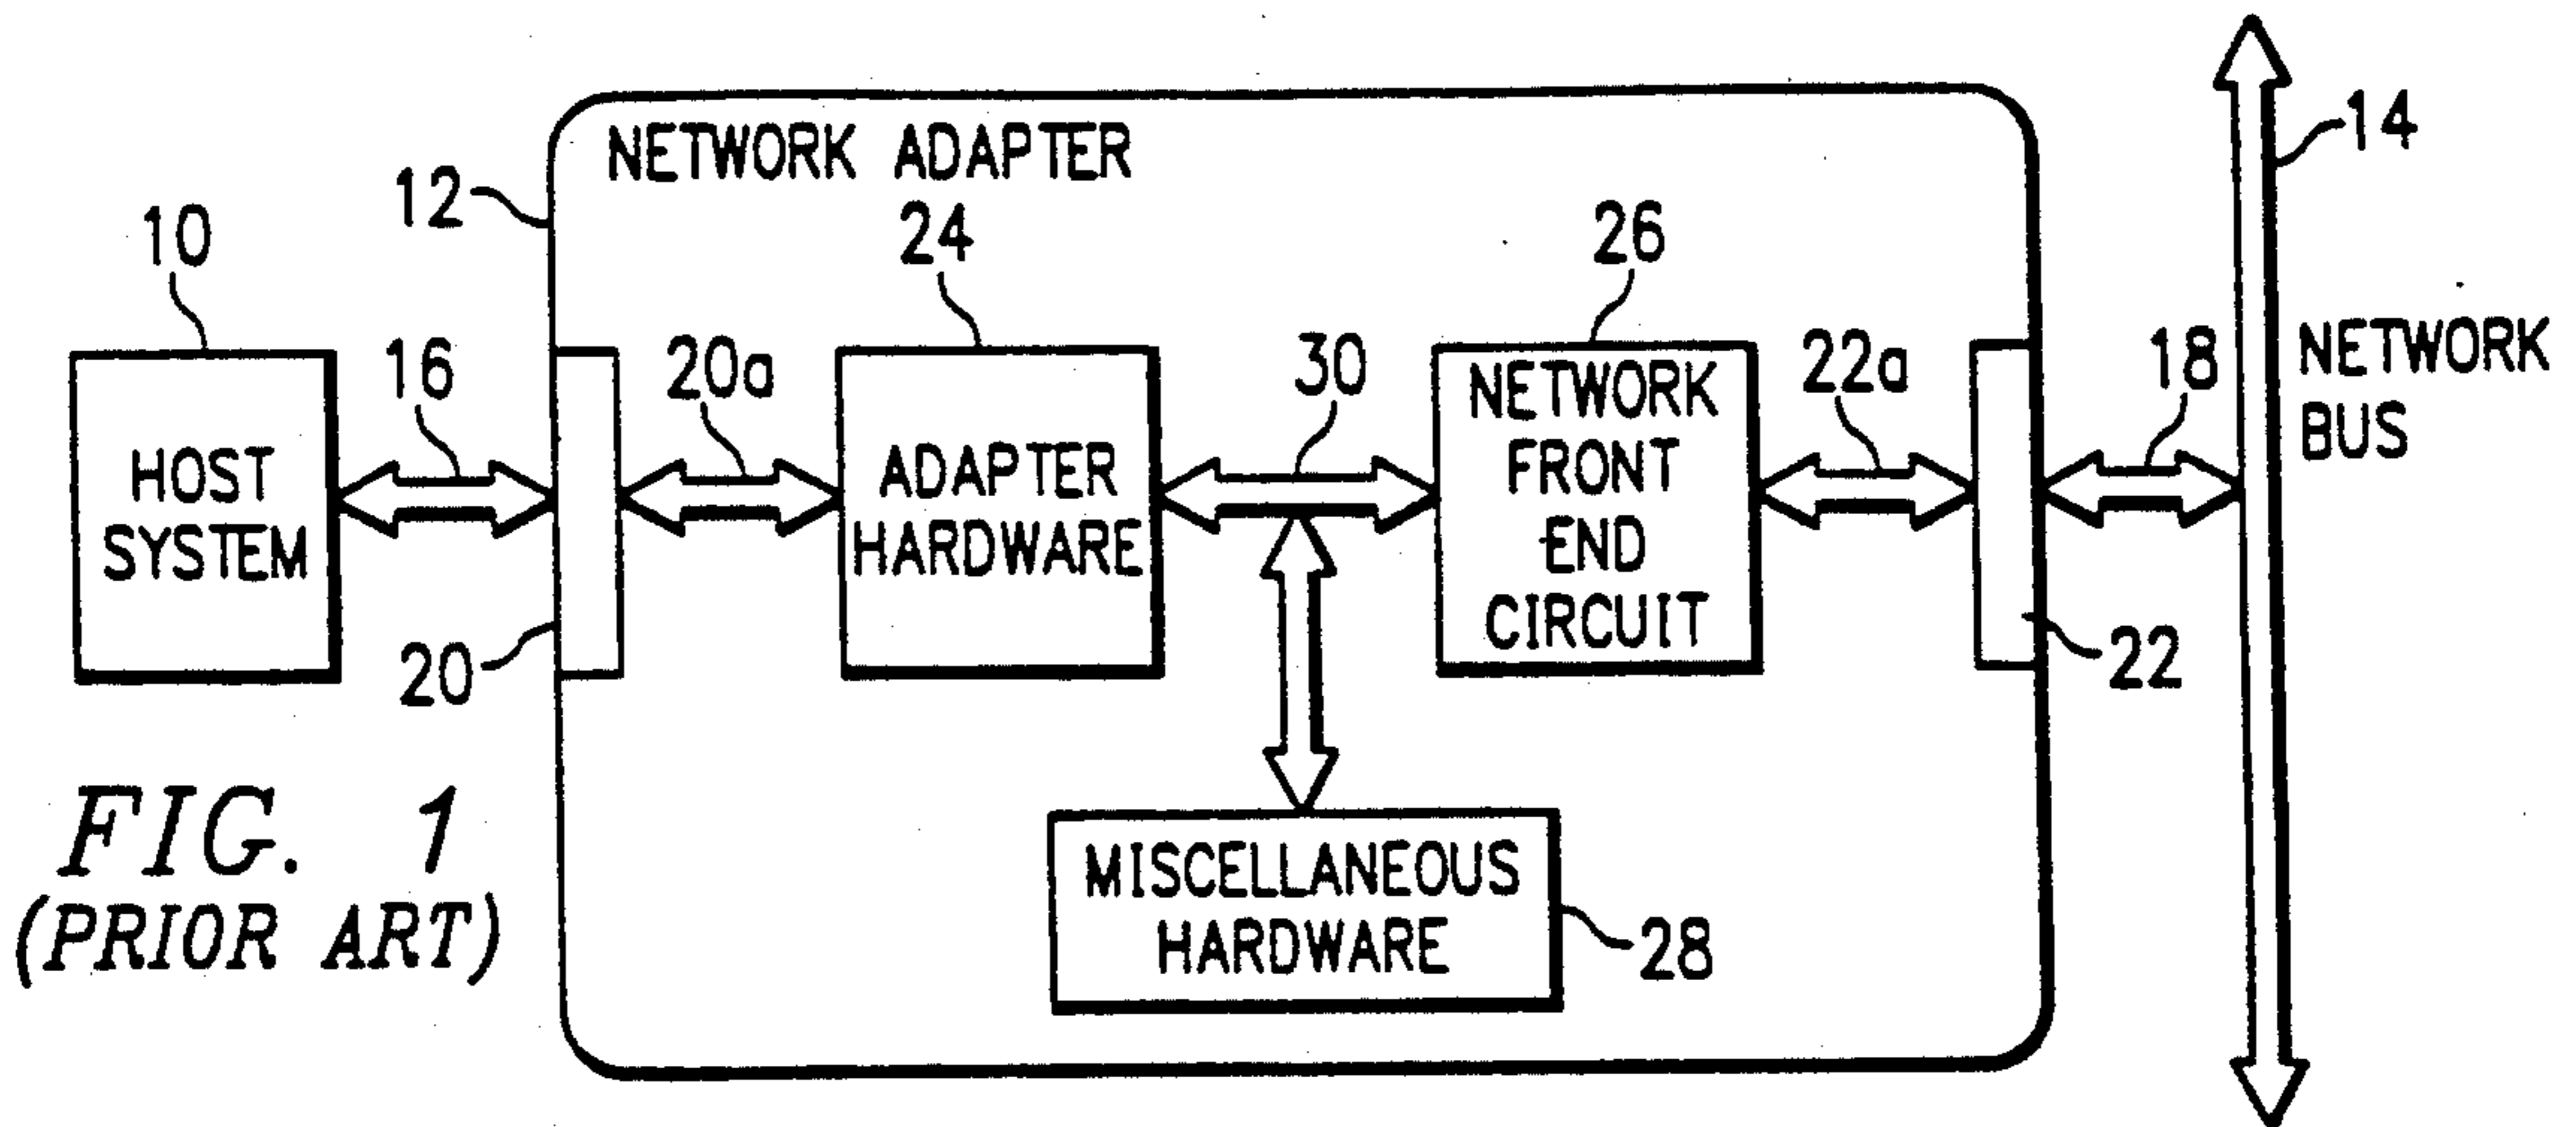 NETWORK ADAPTER
14
12
10
24
26
16
20a
30
22a
18
NETWORK
BUS
HOST
SYSTEM
ADAPTER
HARDWARE
NETWORK
FRONT
END
CIRCUIT
20
22
MISCELLANEOUS
HARDWARE
28
FIG. 1
(PRIOR ART)